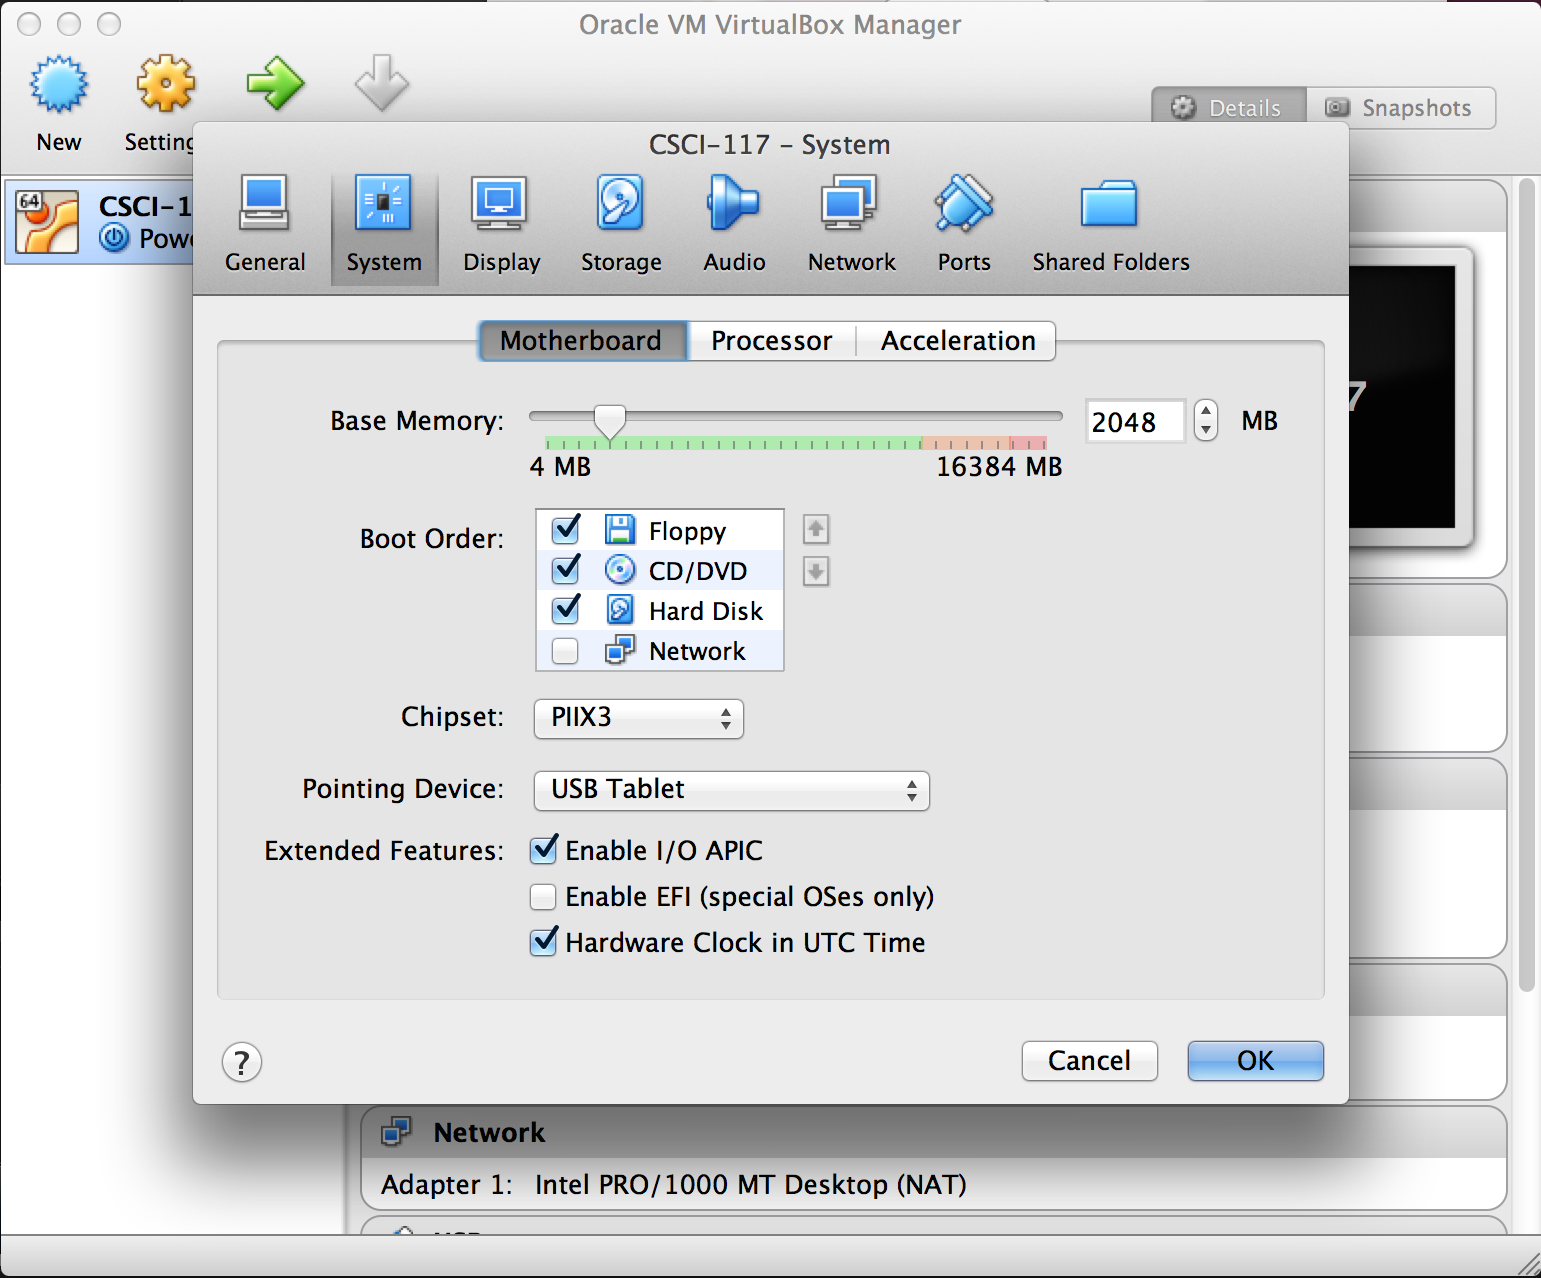 Oracle VM VirtualBox Manager
New
Setting
Details
Snapshots
CSCI-117 - System
64
CSCI-1
Powe
General
System
Display
Storage
Audio
Network
Ports
Shared Folders
7
Motherboard
Processor
Acceleration
Base Memory:
2048
MB
4 MB
16384 MB
Boot Order:
Floppy
CD/DVD
Hard Disk
Network
Chipset:
PIIX3
Pointing Device:
USB Tablet
Extended Features:
Enable I/O APIC
Enable EFI (special OSes only)
Hardware Clock in UTC Time
?
Cancel
OK
Network
Adapter 1: Intel PRO/1000 MT Desktop (NAT)